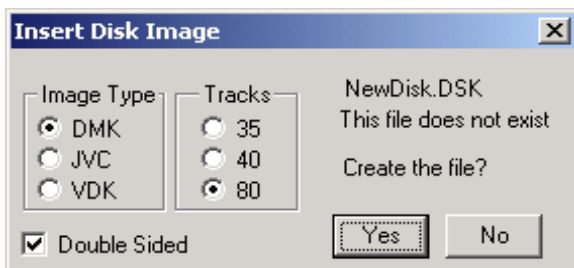 Insert Disk Image
Image Type
DMK
JVC
VDK
Tracks
35
40
80
Double Sided
NewDisk.DSK
This file does not exist
Create the file?
Yes
No